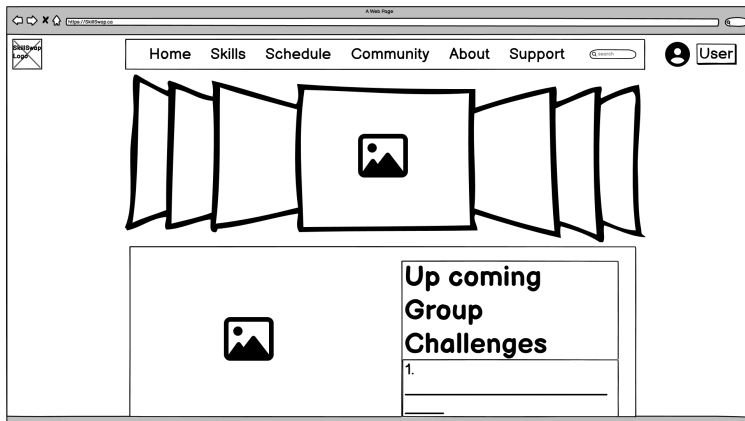 A Web Page
https://SkillSwap.ca
SkillSwap
Logo
Home Skills Schedule Community About Support search User
Up coming
Group
Challenges
1.